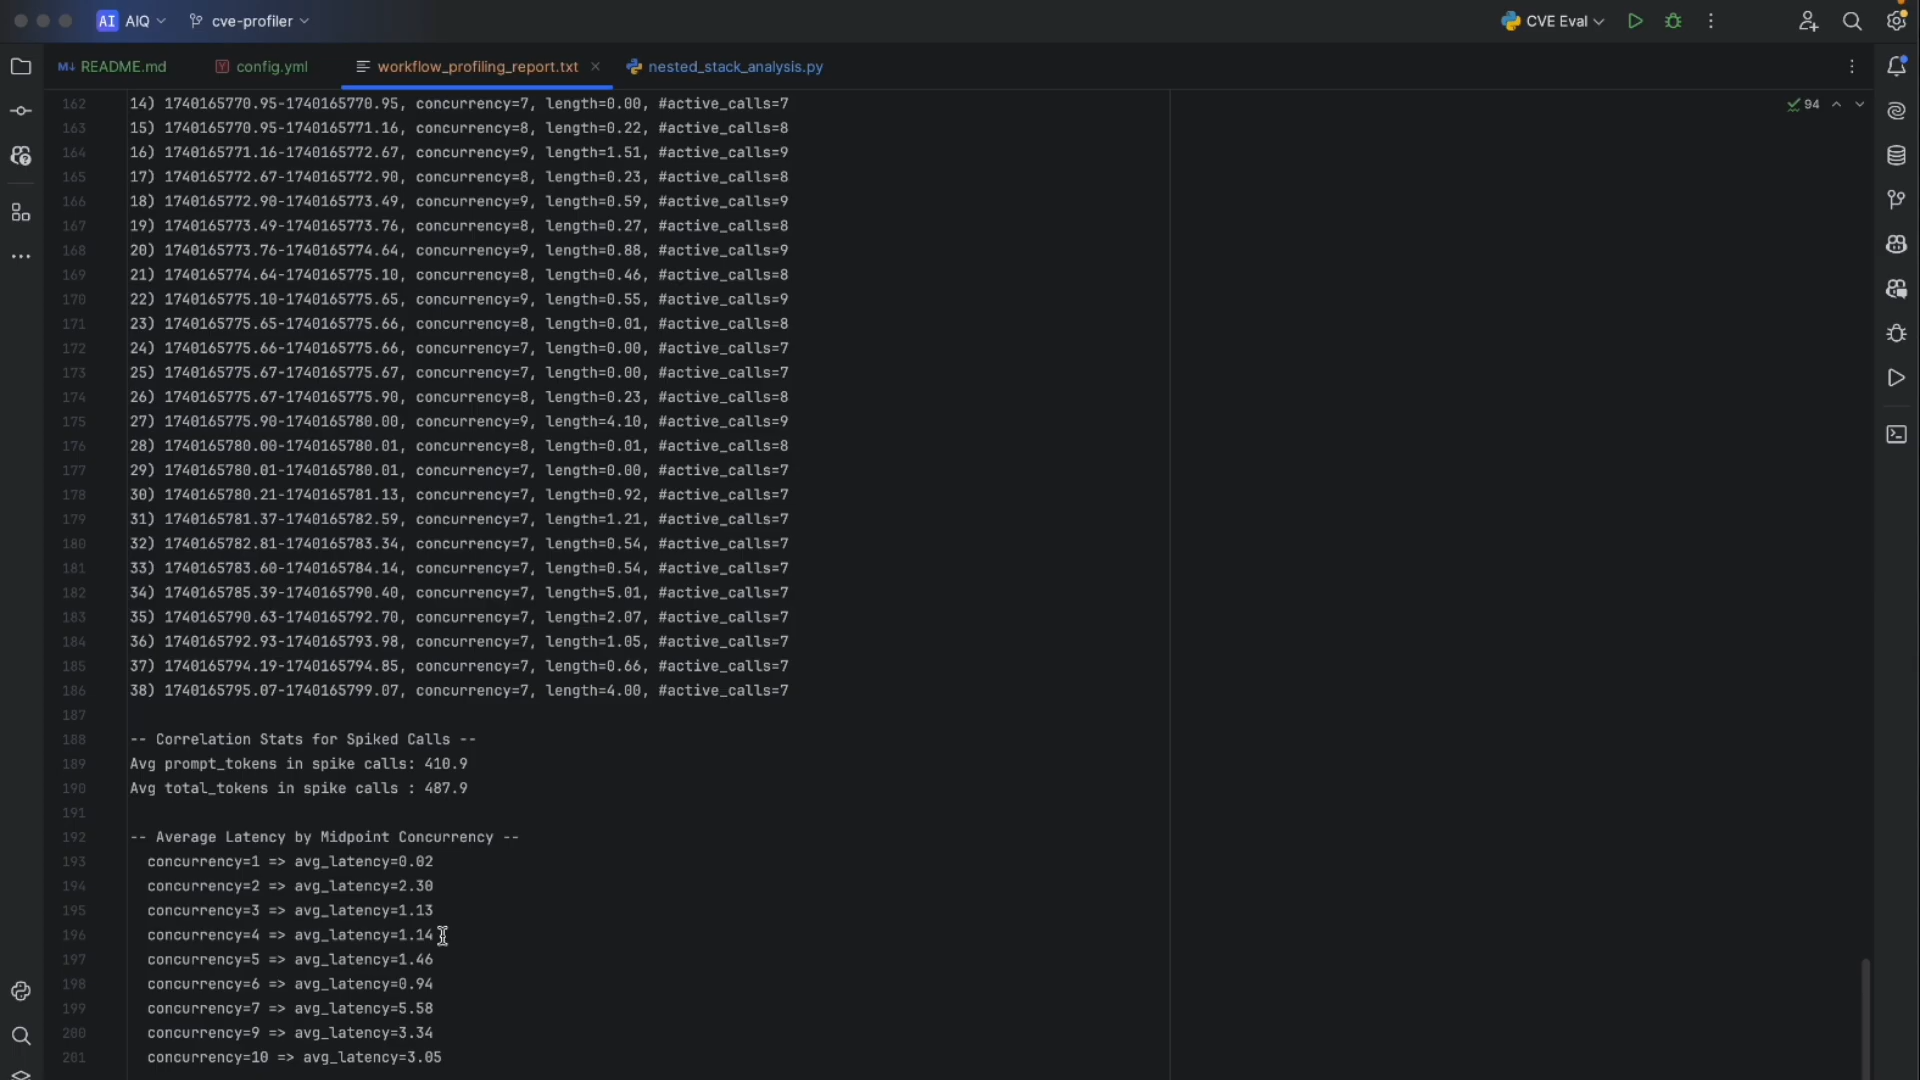 AI AIQ cve-profiler CVE Eval
README.md config.yml workflow_profiling_report.txt nested_stack_analysis.py
94
162 14) 1740165770.95-1740165770.95, concurrency=7, length=0.00, #active_calls=7
163 15) 1740165770.95-1740165771.16, concurrency=8, length=0.22, #active_calls=8
164 16) 1740165771.16-1740165772.67, concurrency=9, length=1.51, #active_calls=9
165 17) 1740165772.67-1740165772.90, concurrency=8, length=0.23, #active_calls=8
166 18) 1740165772.90-1740165773.49, concurrency=9, length=0.59, #active_calls=9
167 19) 1740165773.49-1740165773.76, concurrency=8, length=0.27, #active_calls=8
168 20) 1740165773.76-1740165774.64, concurrency=9, length=0.88, #active_calls=9
169 21) 1740165774.64-1740165775.10, concurrency=8, length=0.46, #active_calls=8
170 22) 1740165775.10-1740165775.65, concurrency=9, length=0.55, #active_calls=9
171 23) 1740165775.65-1740165775.66, concurrency=8, length=0.01, #active_calls=8
172 24) 1740165775.66-1740165775.66, concurrency=7, length=0.00, #active_calls=7
173 25) 1740165775.67-1740165775.67, concurrency=7, length=0.00, #active_calls=7
174 26) 1740165775.67-1740165775.90, concurrency=8, length=0.23, #active_calls=8
175 27) 1740165775.90-1740165780.00, concurrency=9, length=4.10, #active_calls=9
176 28) 1740165780.00-1740165780.01, concurrency=8, length=0.01, #active_calls=8
177 29) 1740165780.01-1740165780.01, concurrency=7, length=0.00, #active_calls=7
178 30) 1740165780.21-1740165781.13, concurrency=7, length=0.92, #active_calls=7
179 31) 1740165781.37-1740165782.59, concurrency=7, length=1.21, #active_calls=7
180 32) 1740165782.81-1740165783.34, concurrency=7, length=0.54, #active_calls=7
181 33) 1740165783.60-1740165784.14, concurrency=7, length=0.54, #active_calls=7
182 34) 1740165785.39-1740165790.40, concurrency=7, length=5.01, #active_calls=7
183 35) 1740165790.63-1740165792.70, concurrency=7, length=2.07, #active_calls=7
184 36) 1740165792.93-1740165793.98, concurrency=7, length=1.05, #active_calls=7
185 37) 1740165794.19-1740165794.85, concurrency=7, length=0.66, #active_calls=7
186 38) 1740165795.07-1740165799.07, concurrency=7, length=4.00, #active_calls=7
187
188 -- Correlation Stats for Spiked Calls --
189 Avg prompt_tokens in spike calls: 410.9
190 Avg total_tokens in spike calls : 487.9
191
192 -- Average Latency by Midpoint Concurrency --
193 concurrency=1 => avg_latency=0.02
194 concurrency=2 => avg_latency=2.30
195 concurrency=3 => avg_latency=1.13
196 concurrency=4 => avg_latency=1.14
197 concurrency=5 => avg_latency=1.46
198 concurrency=6 => avg_latency=0.94
199 concurrency=7 => avg_latency=5.58
200 concurrency=9 => avg_latency=3.34
201 concurrency=10 => avg_latency=3.05